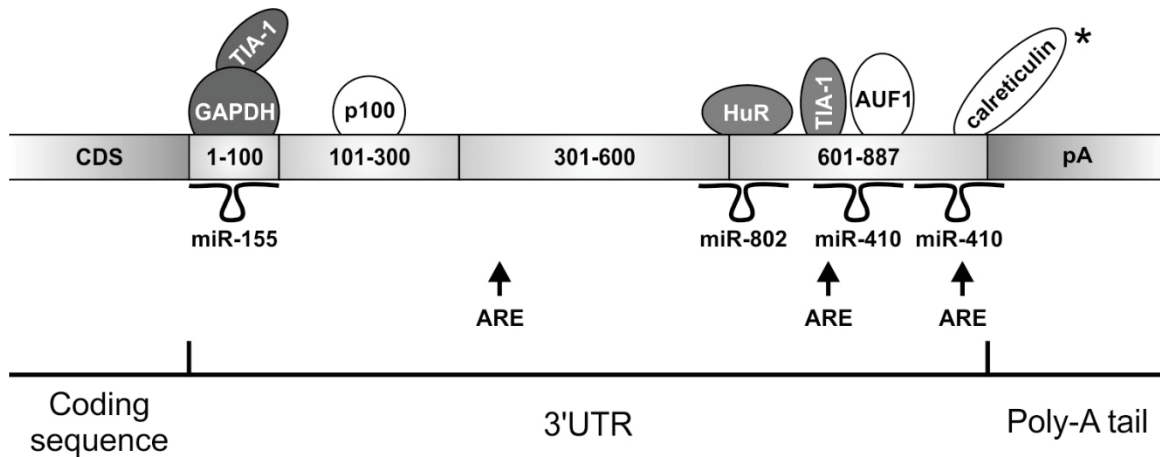 TIA-1
GAPDH
p100
HuR
TIA-1
AUF1
calreticulin
*
CDS
1-100
101-300
301-600
601-887
pA
miR-155
miR-802
miR-410
miR-410
ARE
ARE
ARE
Coding
sequence
3'UTR
Poly-A tail